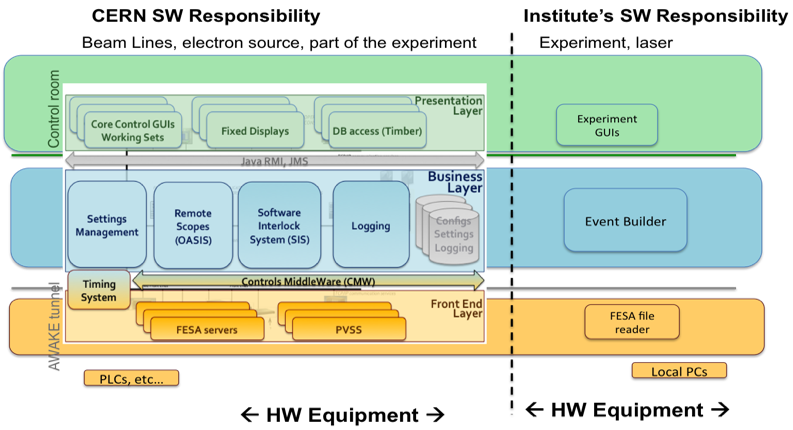 CERN SW Responsibility
Institute's SW Responsibility
Beam Lines, electron source, part of the experiment
Experiment, laser
Control room
Presentation
Layer
Core Control GUIs
Working Sets
Fixed Displays
DB access (Timber)
Experiment
GUIs
Java RMI, JMS
Business
Layer
Settings
Management
Remote
Scopes
(OASIS)
Software
Interlock
System (SIS)
Logging
Configs
Settings
Logging
Event Builder
Timing
System
Controls MiddleWare (CMW)
AWAKE tunnel
Front End
Layer
FESA servers
PVSS
FESA file
reader
PLCs, etc...
Local PCs
← HW Equipment →
← HW Equipment →